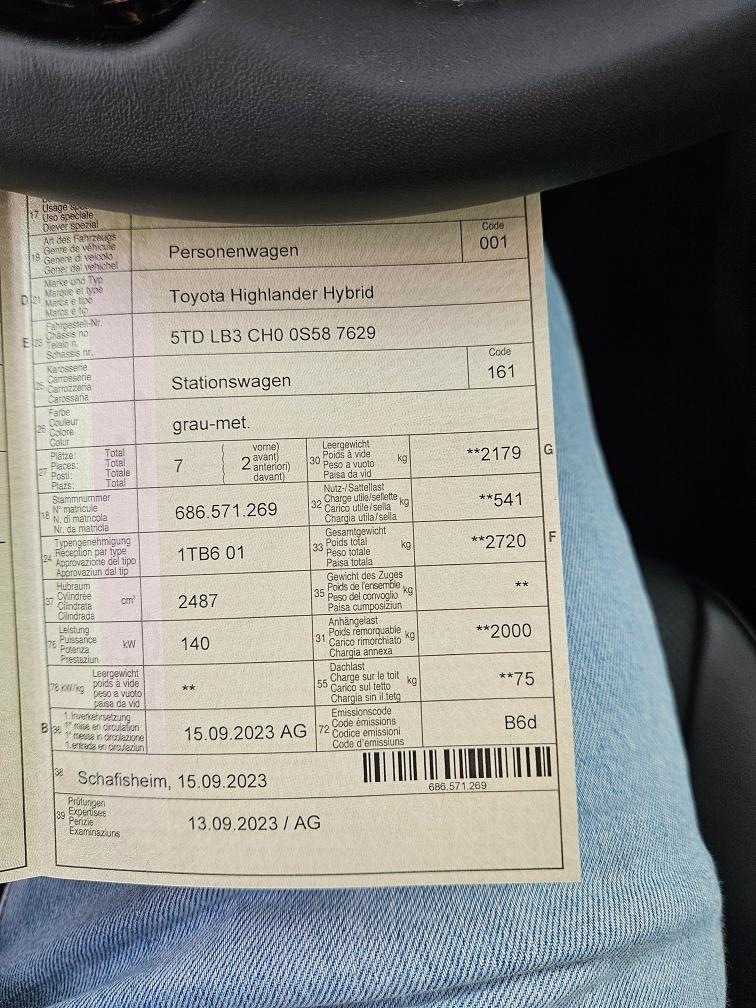 17 Usage spé
Uso speciale
Diever spezial
19 Art des Fahrzeugs
Genre de véhicule
Genere di veicolo
Gener dal vehichel
Personenwagen
Code
001
D 21 Marke und Typ
Marque et type
Marca e tipo
Marca e tip
Toyota Highlander Hybrid
E 23 Fahrgestell-Nr.
Châssis no
Telaio n.
Schassis nr.
5TD LB3 CH0 0S58 7629
25 Karosserie
Carrosserie
Carrozzeria
Carossaria
Stationswagen
Code
161
26 Farbe
Couleur
Colore
Colur
grau-met.
27 Plätze: Total
Places: Total
Posti: Totale
Plazs: Total
7
2
vorne)
avant)
anteriori)
davant)
30 Leergewicht
Poids à vide
Peso a vuoto
Paisa da vid
kg
**2179
G
18 Stammnummer
N° matricule
N. di matricola
Nr. da matricla
686.571.269
32 Nutz-/Sattellast
Charge utile/sellette
Carico utile/sella
Chargia utila/sella
kg
**541
24 Typengenehmigung
Réception par type
Approvazione del tipo
Approvaziun dal tip
1TB6 01
33 Gesamtgewicht
Poids total
Peso totale
Paisa totala
kg
**2720
F
37 Hubraum
Cylindrée
Cilindrata
Cilindrada
cm³
2487
35 Gewicht des Zuges
Poids de l'ensemble
Peso del convoglio
Paisa cumposiziun
kg
**
76 Leistung
Puissance
Potenza
Prestaziun
kW
140
31 Anhängelast
Poids remorquable
Carico rimorchiato
Chargia annexa
kg
**2000
78 kW/kg
Leergewicht
poids à vide
peso a vuoto
paisa da vid
**
55 Dachlast
Charge sur le toit
Carico sul tetto
Chargia sin il tetg
kg
**75
B 36 1. Inverkehrsetzung
1re mise en circulation
1a messa in circolazione
1. entrada en circulaziun
15.09.2023 AG
72 Emissionscode
Code émissions
Codice emissioni
Code d'emissiuns
B6d
38 Schafisheim, 15.09.2023
686.571.269
39 Prüfungen
Expertises
Perizie
Examinaziuns
13.09.2023 / AG